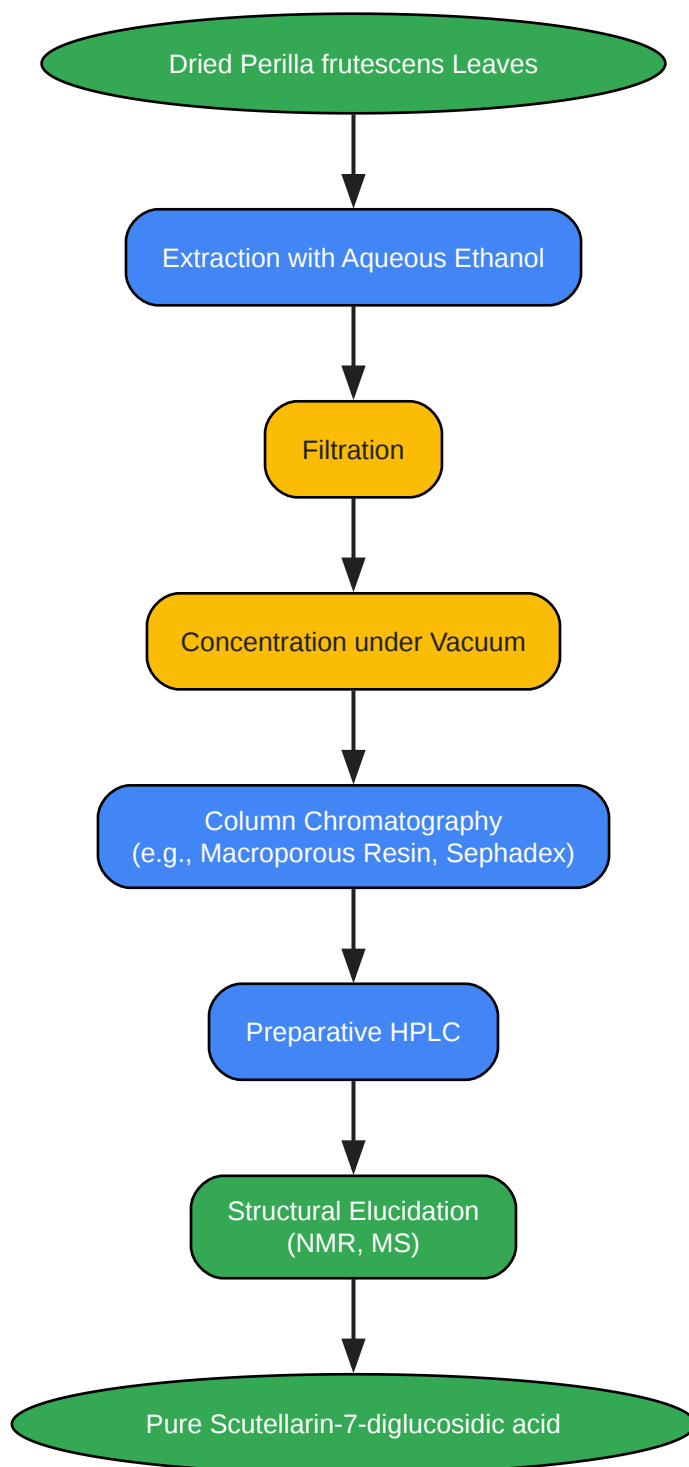 Dried Perilla frutescens Leaves
Extraction with Aqueous Ethanol
Filtration
Concentration under Vacuum
Column Chromatography
(e.g., Macroporous Resin, Sephadex)
Preparative HPLC
Structural Elucidation
(NMR, MS)
Pure Scutellarin-7-diglucosidic acid